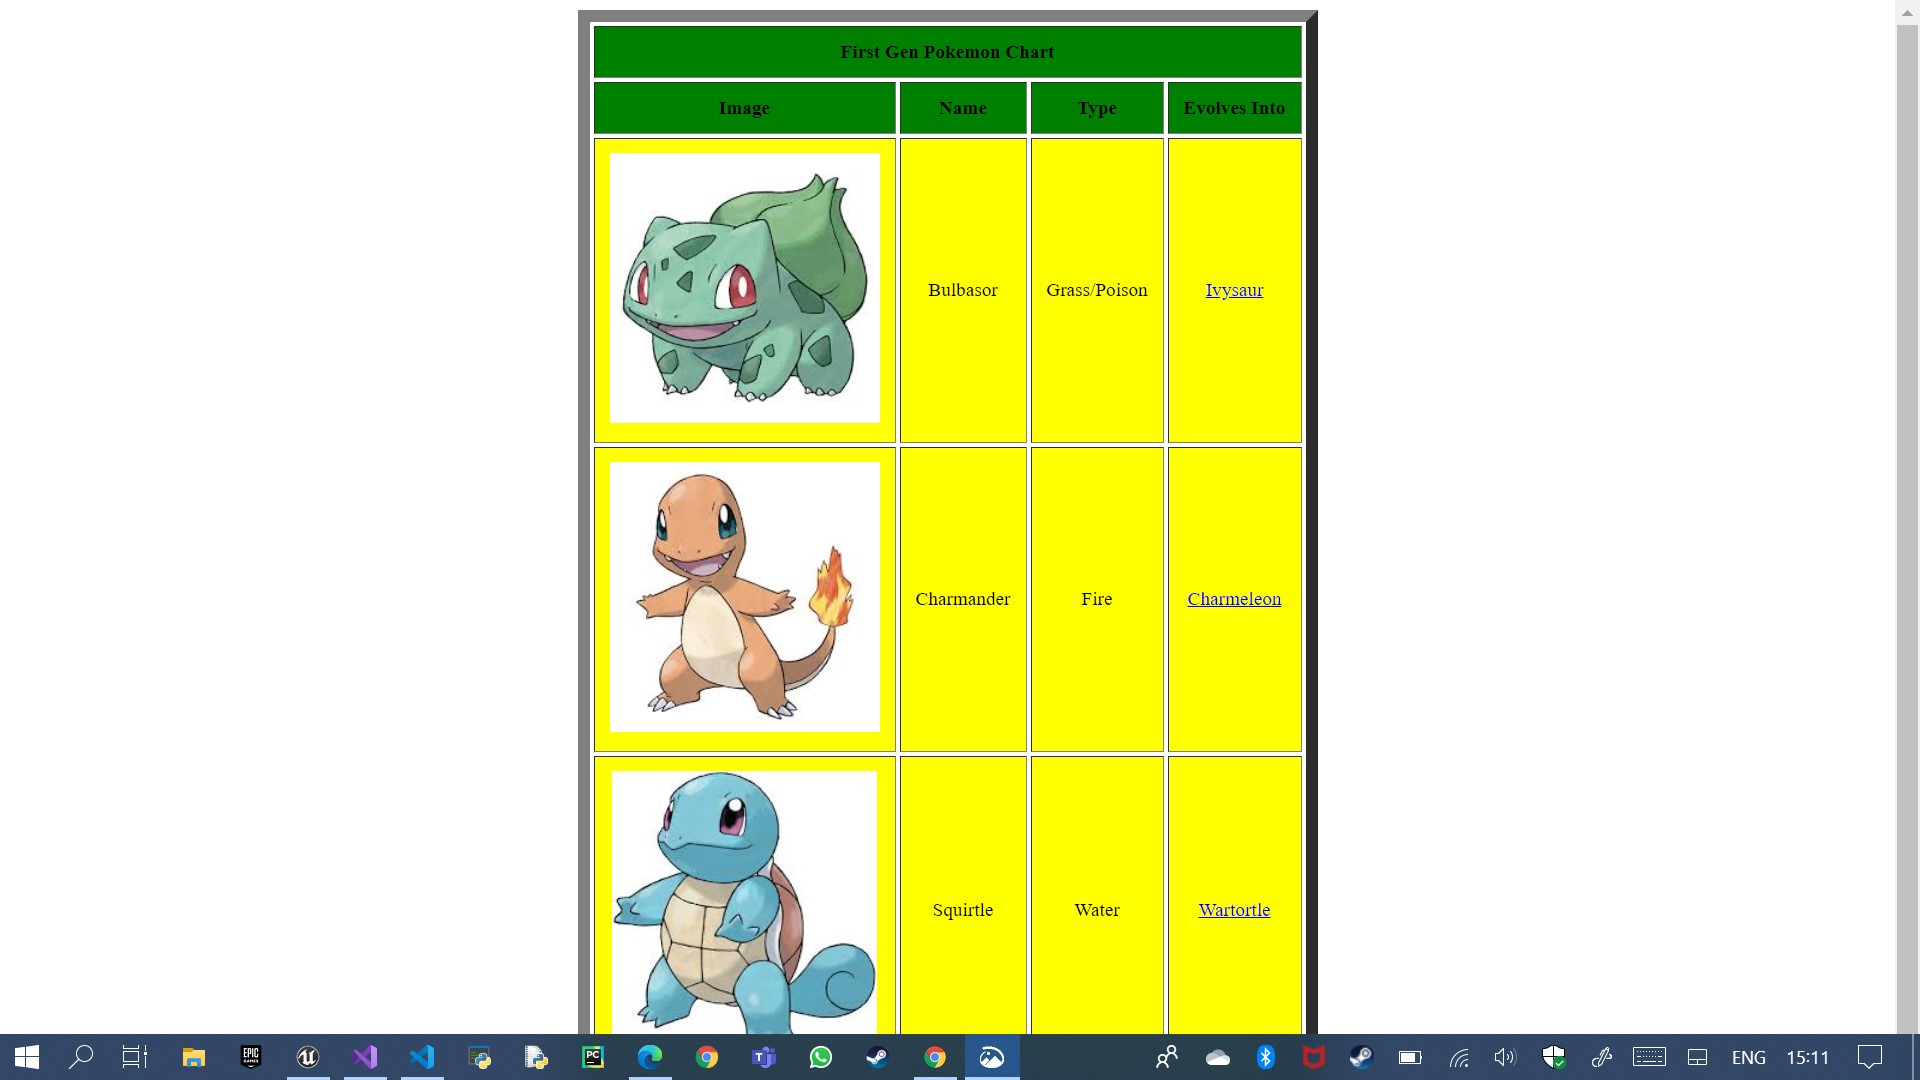 First Gen Pokemon Chart
Image Name Type Evolves Into
Bulbasor Grass/Poison Ivysaur
Charmander Fire Charmeleon
Squirtle Water Wartortle
EPIC GAMES PC ENG 15:11